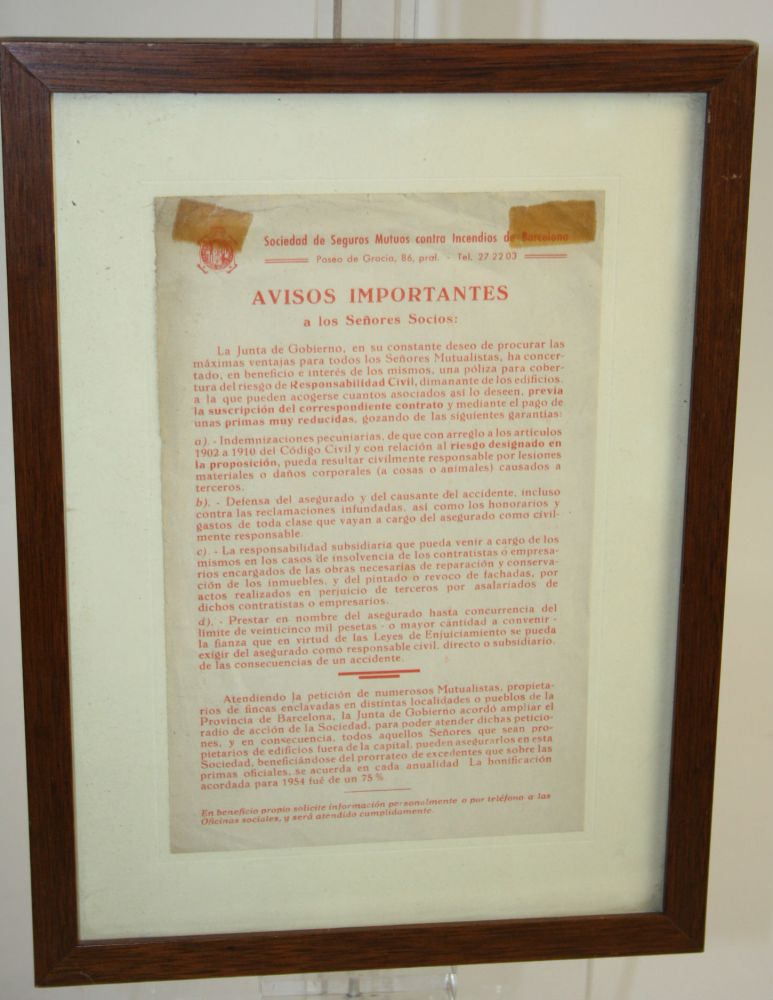 Sociedad de Seguros Mutuos contra Incendios de Barcelona
Paseo de Gracia, 86, pral. - Tel. 27 22 03
AVISOS IMPORTANTES
a los Señores Socios:
La Junta de Gobierno, en su constante deseo de procurar las
máximas ventajas para todos los Señores Mutualistas, ha concer-
tado, en beneficio e interés de los mismos, una póliza para cober-
tura del riesgo de Responsabilidad Civil, dimanante de los edificios,
a la que pueden acogerse cuantos asociados así lo deseen, previa
la suscripción del correspondiente contrato y mediante el pago de
unas primas muy reducidas, gozando de las siguientes garantías:
a). - Indemnizaciones pecuniarias, de que con arreglo a los artículos
1902 a 1910 del Código Civil y con relación al riesgo designado en
la proposición, pueda resultar civilmente responsable por lesiones
materiales o daños corporales (a cosas o animales) causados a
terceros.
b). - Defensa del asegurado y del causante del accidente, incluso
contra las reclamaciones infundadas, así como los honorarios y
gastos de toda clase que vayan a cargo del asegurado como civil-
mente responsable.
c). - La responsabilidad subsidiaria que pueda venir a cargo de los
mismos en los casos de insolvencia de los contratistas o empresa-
rios encargados de las obras necesarias de reparación y conserva-
ción de los inmuebles, y del pintado o revoco de fachadas, por
actos realizados en perjuicio de terceros por asalariados de
dichos contratistas o empresarios.
d). - Prestar en nombre del asegurado hasta concurrencia del
límite de veinticinco mil pesetas - o mayor cántidad a convenir -
la fianza que en virtud de las Leyes de Enjuiciamiento se pueda
exigir del asegurado como responsable civil, directo o subsidiario,
de las consecuencias de un accidente.
Atendiendo la petición de numerosos Mutualistas, propieta-
rios de fincas enclavadas en distintas localidades o pueblos de la
Provincia de Barcelona, la Junta de Gobierno acordó ampliar el
radio de acción de la Sociedad, para poder atender dichas peticio-
nes, y en consecuencia, todos aquellos Señores que sean pro-
pietarios de edificios fuera de la capital, pueden asegurarlos en esta
Sociedad, beneficiándose del prorrateo de excedentes que sobre las
primas oficiales, se acuerda en cada anualidad La bonificación
acordada para 1954 fué de un 75 %
En beneficio propio solicite información personalmente o por teléfono a las
Oficinas sociales, y será atendido cumplidamente.